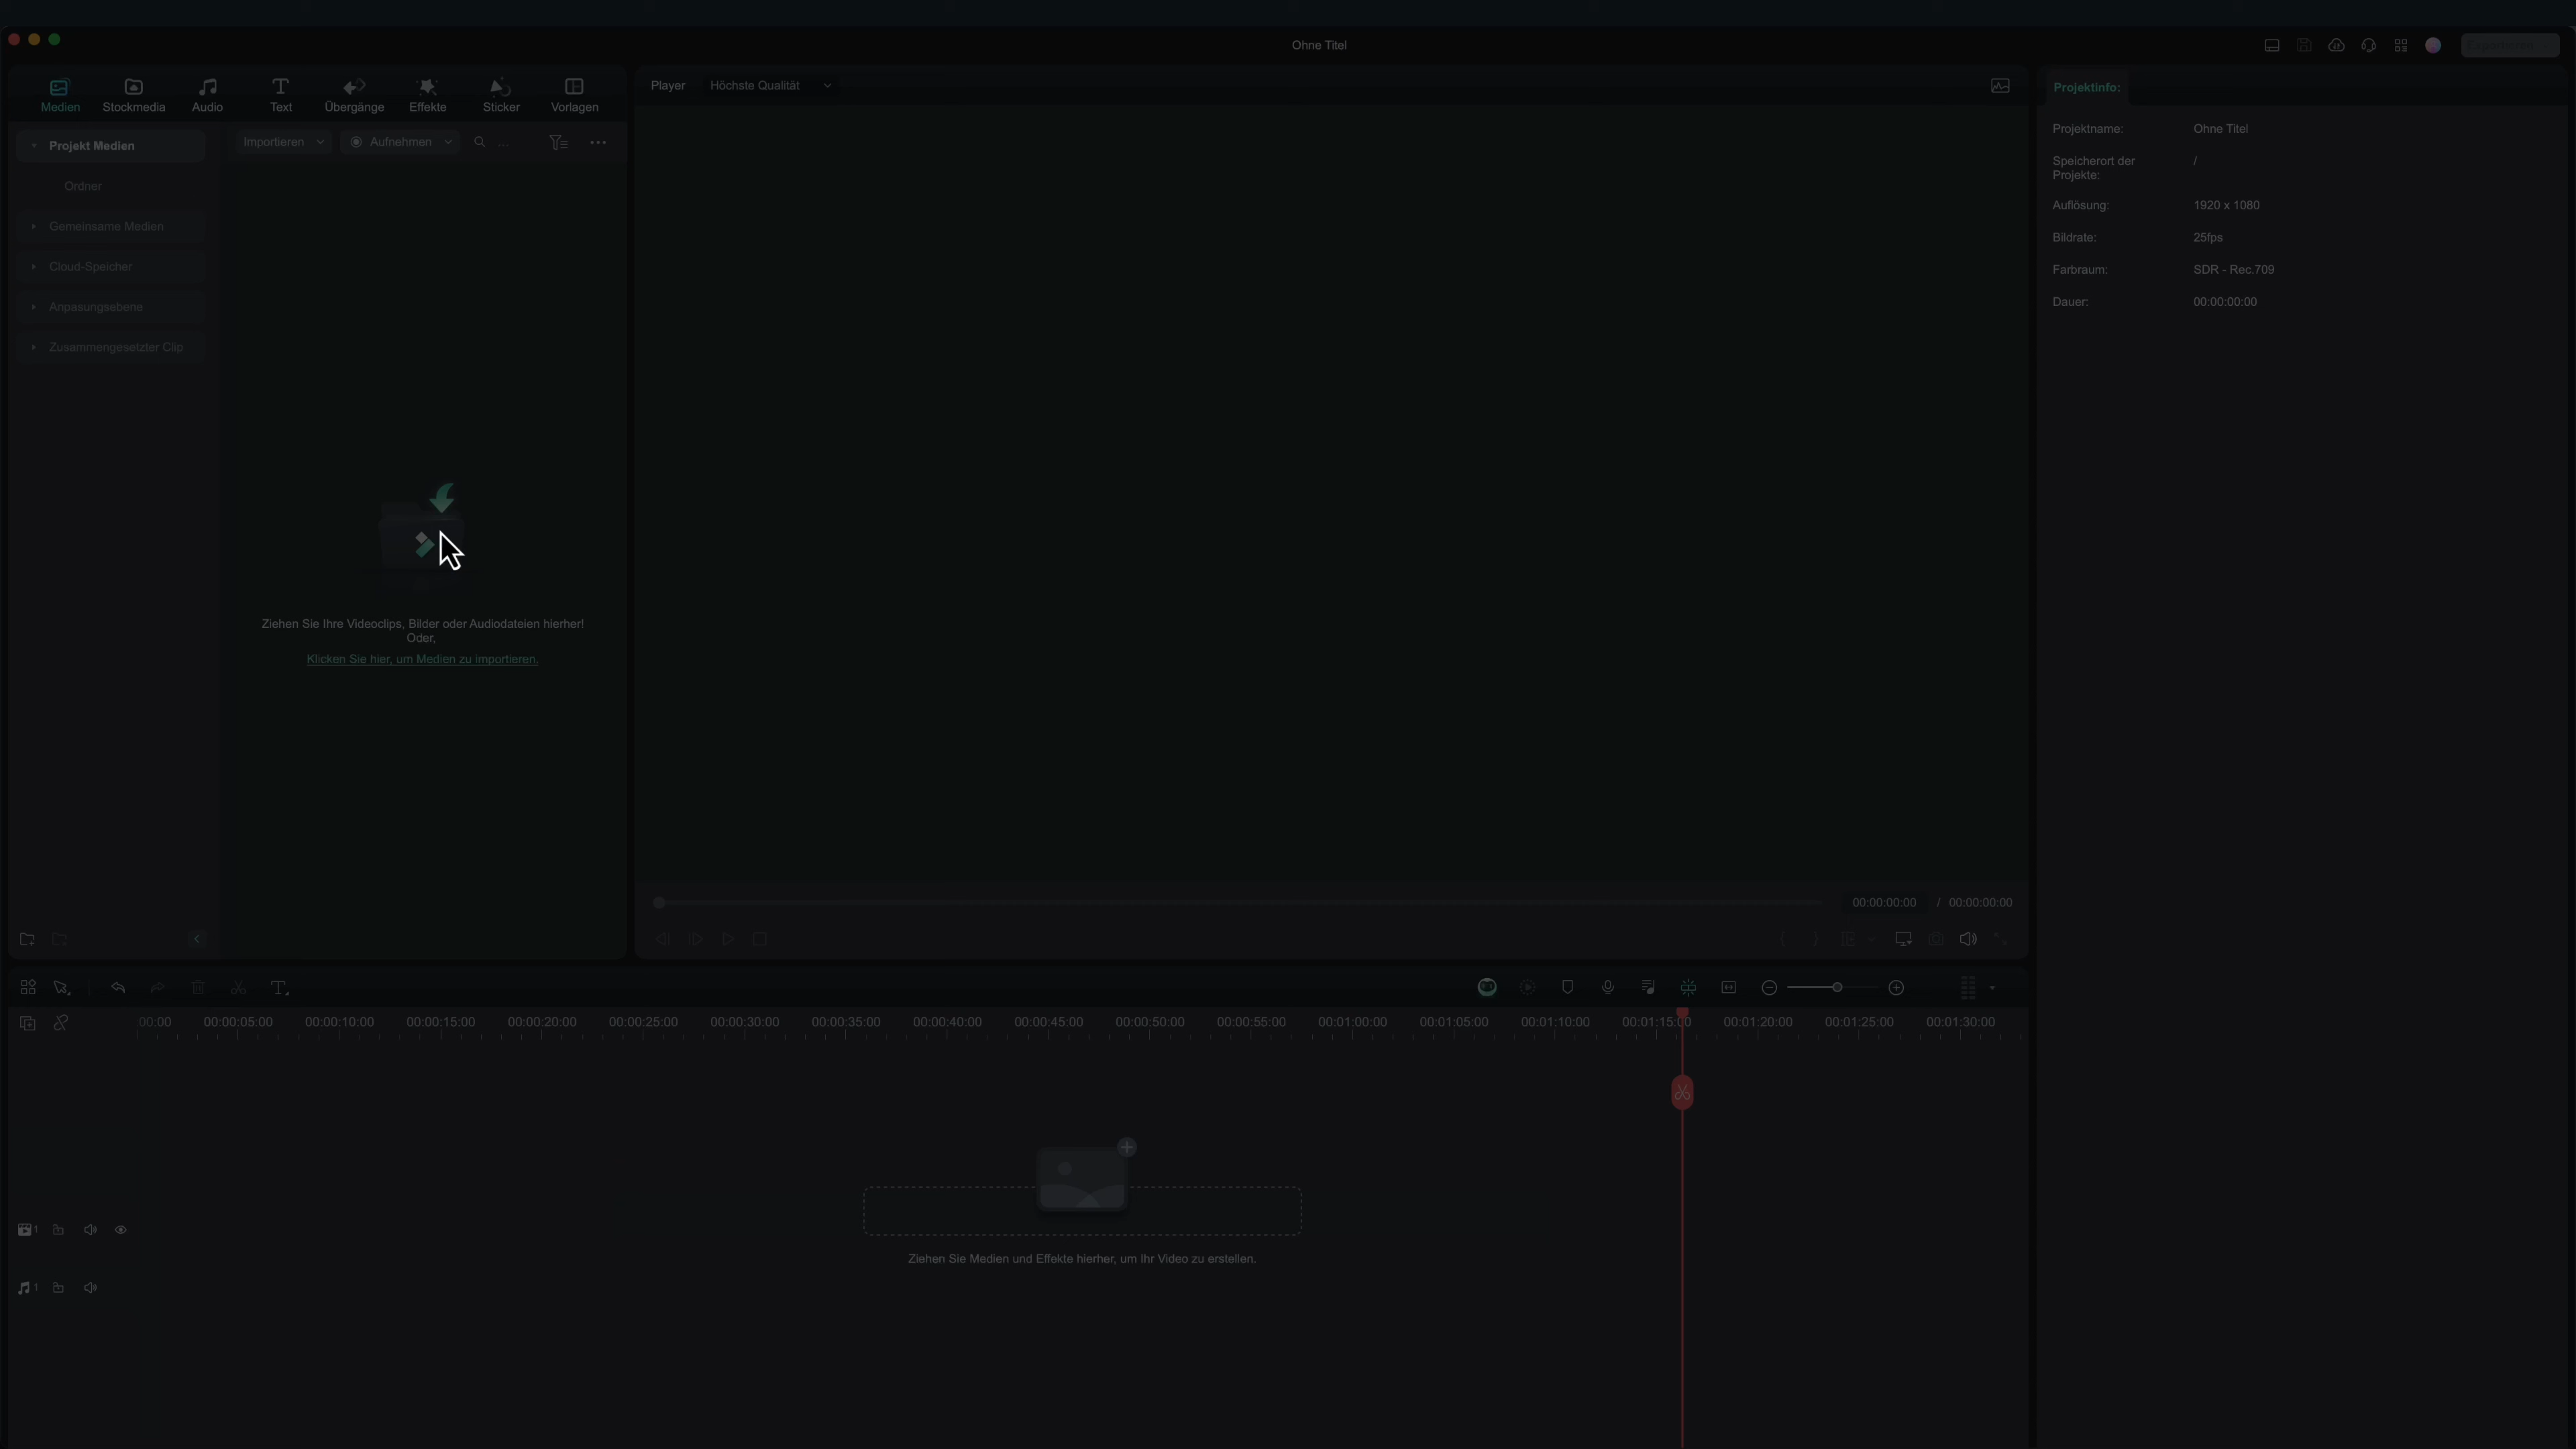 Ohne Titel
Medien
Stockmedia
Audio
Text
Übergänge
Effekte
Sticker
Vorlagen
Projekt Medien
Ordner
Gemeinsame Medien
Cloud-Speicher
Anpasungsebene
Zusammengesetzter Clip
Importieren
Aufnehmen
...
Ziehen Sie Ihre Videoclips, Bilder oder Audiodateien hierher!
Oder,
Klicken Sie hier, um Medien zu importieren.
Player
Höchste Qualität
00:00:00:00 / 00:00:00:00
Projektinfo:
Projektname: Ohne Titel
Speicherort der /
Projekte:
Auflösung: 1920 x 1080
Bildrate: 25fps
Farbraum: SDR - Rec.709
Dauer: 00:00:00:00
:00:00 00:00:05:00 00:00:10:00 00:00:15:00 00:00:20:00 00:00:25:00 00:00:30:00 00:00:35:00 00:00:40:00 00:00:45:00 00:00:50:00 00:00:55:00 00:01:00:00 00:01:05:00 00:01:10:00 00:01:15:00 00:01:20:00 00:01:25:00 00:01:30:00
1
Ziehen Sie Medien und Effekte hierher, um Ihr Video zu erstellen.
1